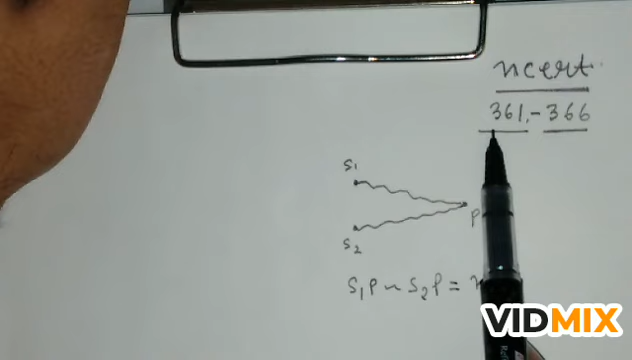 ncert
361,-366
S1
P
S2
S1P ~ S2P =
VIDMIX